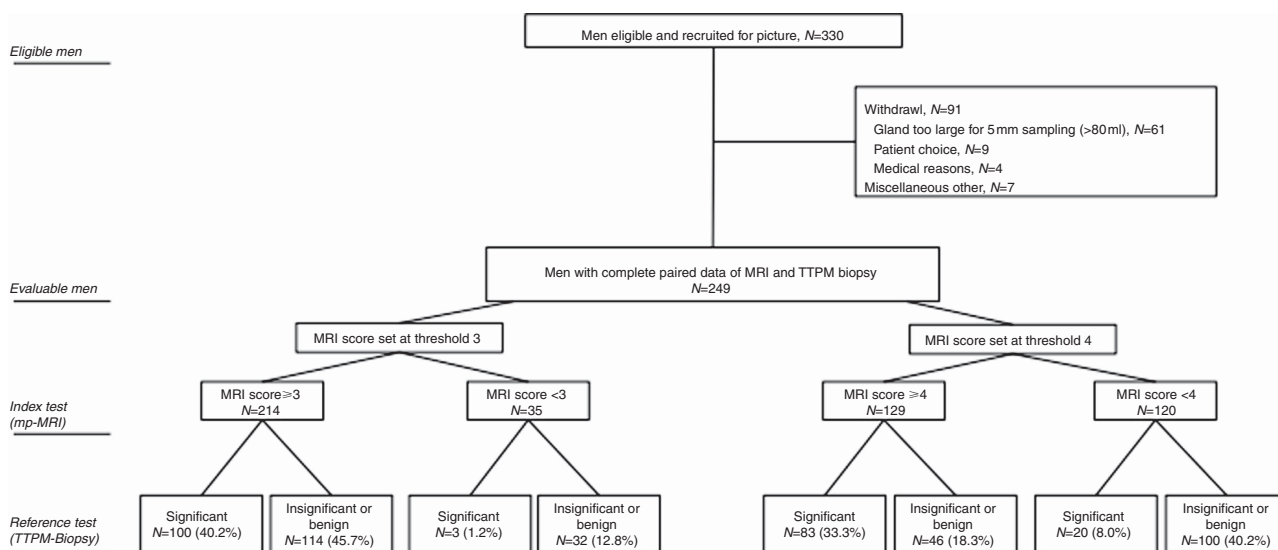 Men eligible and recruited for picture, N=330
Eligible men
Withdrawl, N=91
Gland too large for 5 mm sampling (>80 ml), N=61
Patient choice, N=9
Medical reasons, N=4
Miscellaneous other, N=7
Men with complete paired data of MRI and TTPM biopsy
N=249
Evaluable men
MRI score set at threshold 3
MRI score set at threshold 4
MRI score≥3
N=214
MRI score <3
N=35
MRI score ≥4
N=129
MRI score <4
N=120
Index test
(mp-MRI)
Significant
N=100 (40.2%)
Insignificant or
benign
N=114 (45.7%)
Significant
N=3 (1.2%)
Insignificant or
benign
N=32 (12.8%)
Significant
N=83 (33.3%)
Insignificant or
benign
N=46 (18.3%)
Significant
N=20 (8.0%)
Insignificant or
benign
N=100 (40.2%)
Reference test
(TTPM-Biopsy)